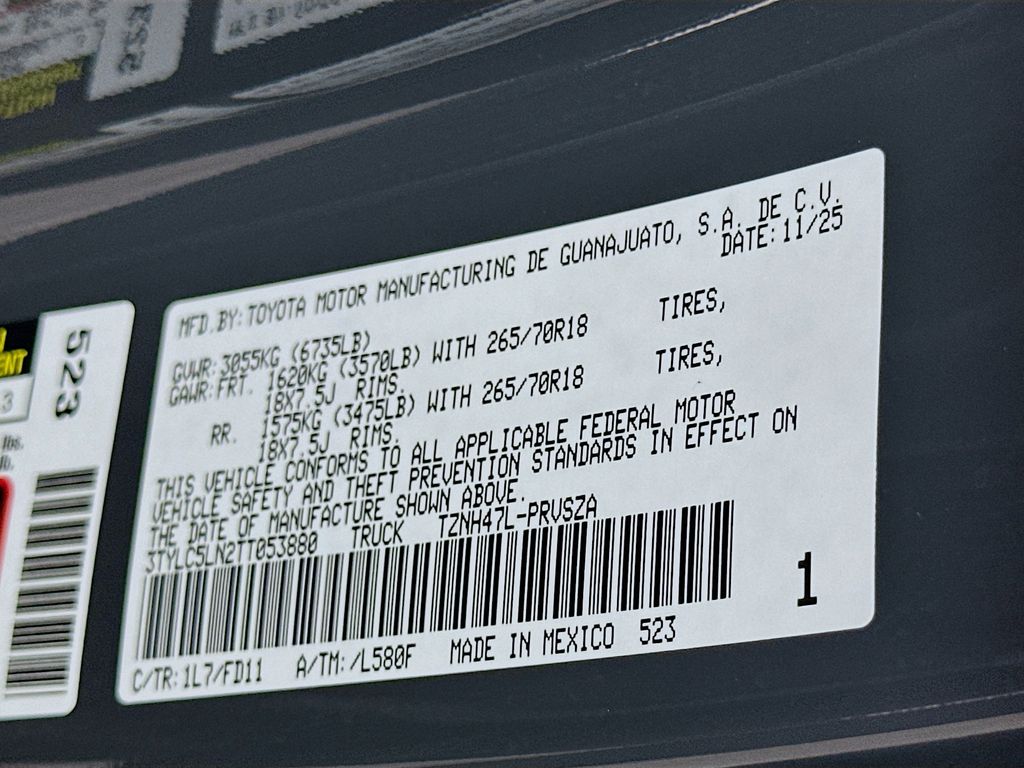 MFD.BY:TOYOTA MOTOR MANUFACTURING DE GUANAJUATO, S.A. DE C.V.
DATE:11/25
GVWR:3055KG (6735LB)
GAWR:FRT. 1620KG (3570LB) WITH 265/70R18 TIRES,
18X7.5J RIMS.
RR. 1575KG (3475LB) WITH 265/70R18 TIRES,
18X7.5J RIMS.
THIS VEHICLE CONFORMS TO ALL APPLICABLE FEDERAL MOTOR
VEHICLE SAFETY AND THEFT PREVENTION STANDARDS IN EFFECT ON
THE DATE OF MANUFACTURE SHOWN ABOVE.
3TYLC5LN2TT053880 TRUCK TZNH47L-PRVSZA
1
C/TR:1L7/FD11 A/TM:/L580F MADE IN MEXICO 523
523
3
lbs.